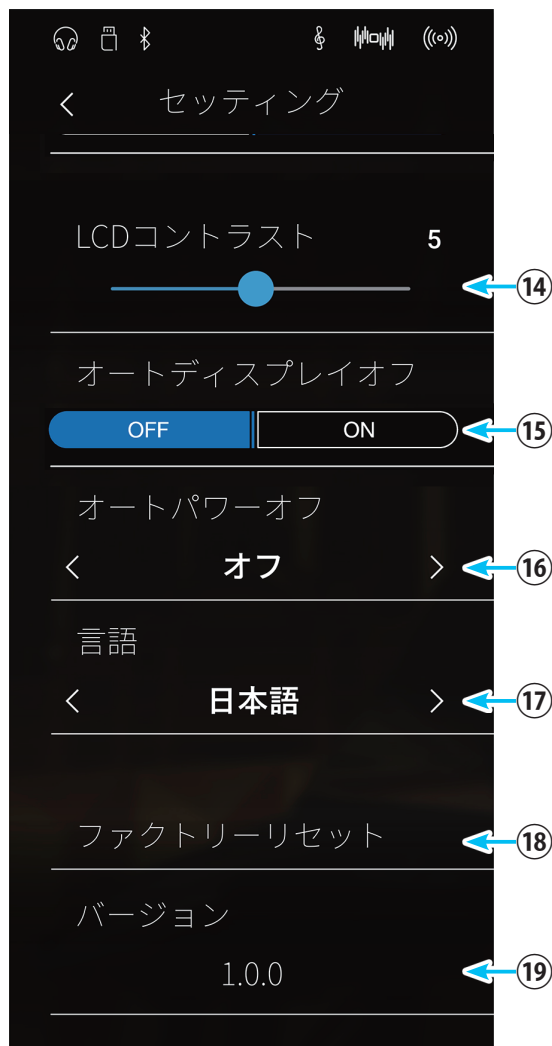 セッティング
LCDコントラスト 5
⑭
オートディスプレイオフ
OFF ON
⑮
オートパワーオフ
< オフ >
⑯
言語
< 日本語 >
⑰
ファクトリーリセット
⑱
バージョン
1.0.0
⑲